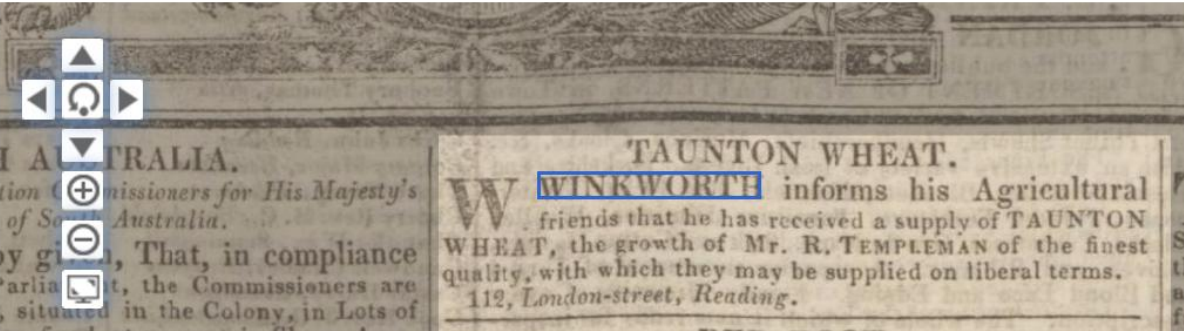 H AUSTRALIA.
tion Commissioners for His Majesty's
of South Australia.
by given, That, in compliance
Parliament, the Commissioners are
, situated in the Colony, in Lots of
TAUNTON WHEAT.
W. WINKWORTH informs his Agricultural
friends that he has received a supply of TAUNTON
WHEAT, the growth of Mr. R. TEMPLEMAN of the finest
quality, with which they may be supplied on liberal terms.
112, London-street, Reading.